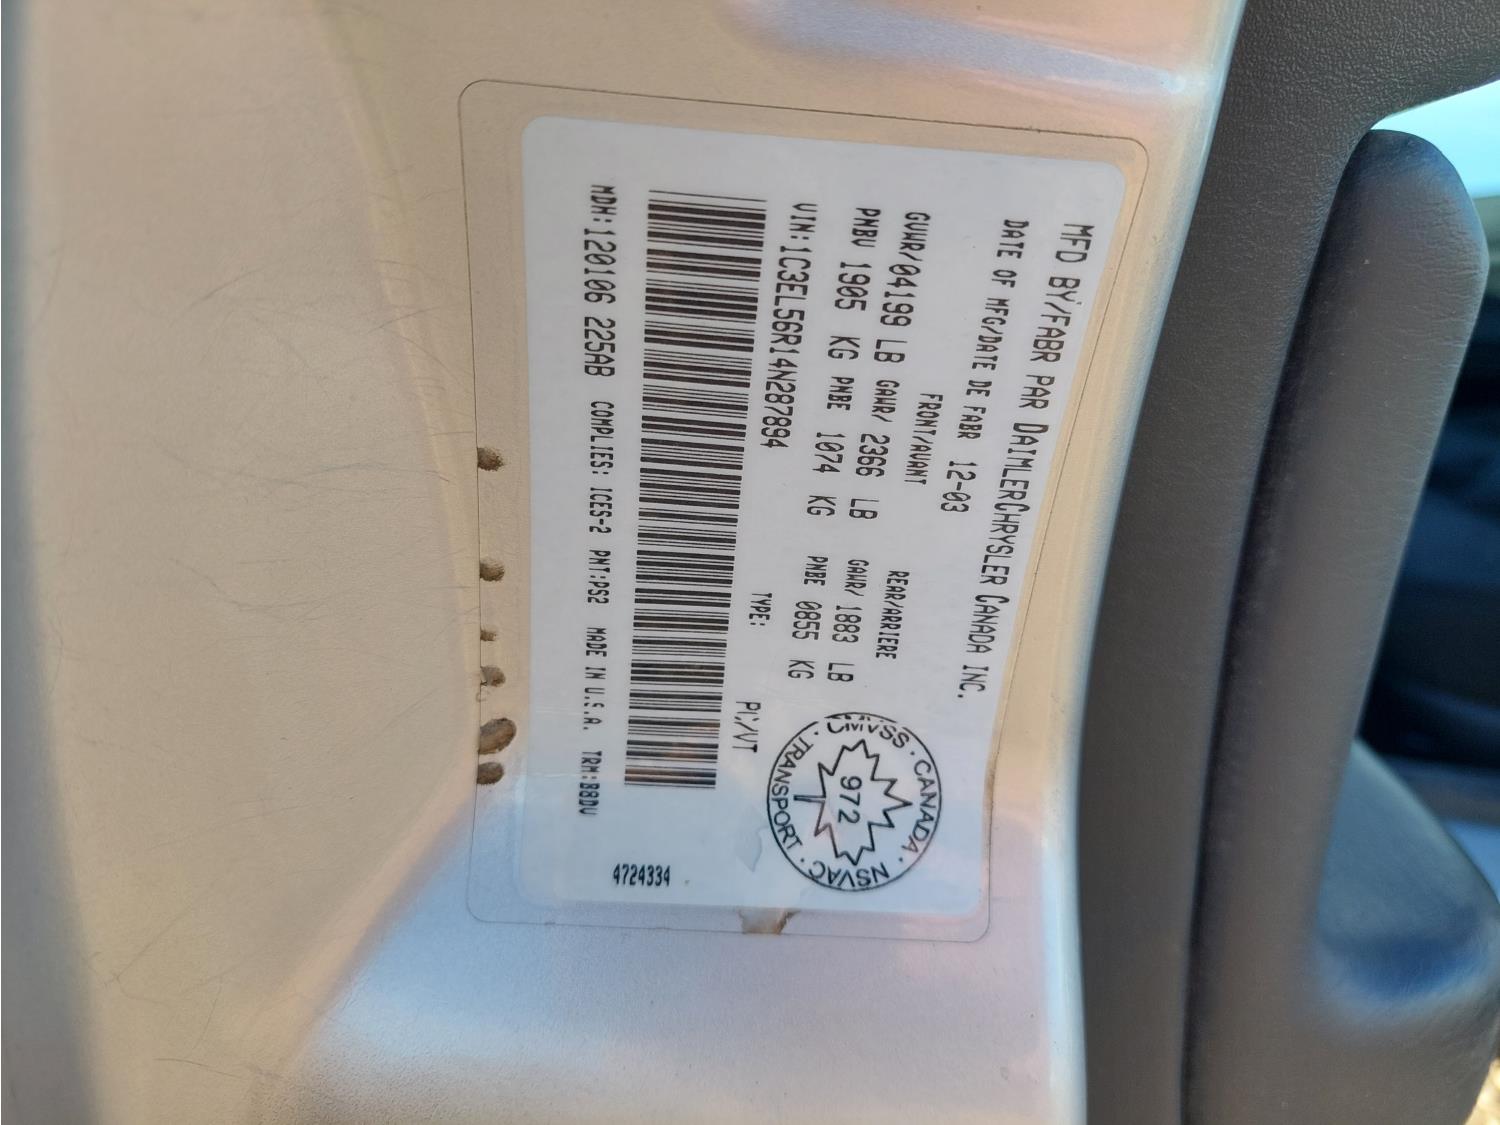 MFD BY/FABR PAR DAIMLERCHRYSLER CANADA INC.
DATE OF MFG/DATE DE FABR 12-03
FRONT/AVANT REAR/ARRIERE
GVWR/04199 LB GAWR/ 2366 LB GAWR/ 1883 LB
PNBV 1905 KG PNBE 1074 KG PNBE 0855 KG
VIN:1C3EL56R14N287894 TYPE: PC/VT
MDH:120106 225AB COMPLIES: ICES-2 PNT:PS2 MADE IN U.S.A. TRM:B8DV
4724334
CMVSS · CANADA · NSVAC · TRANSPORT ·
972